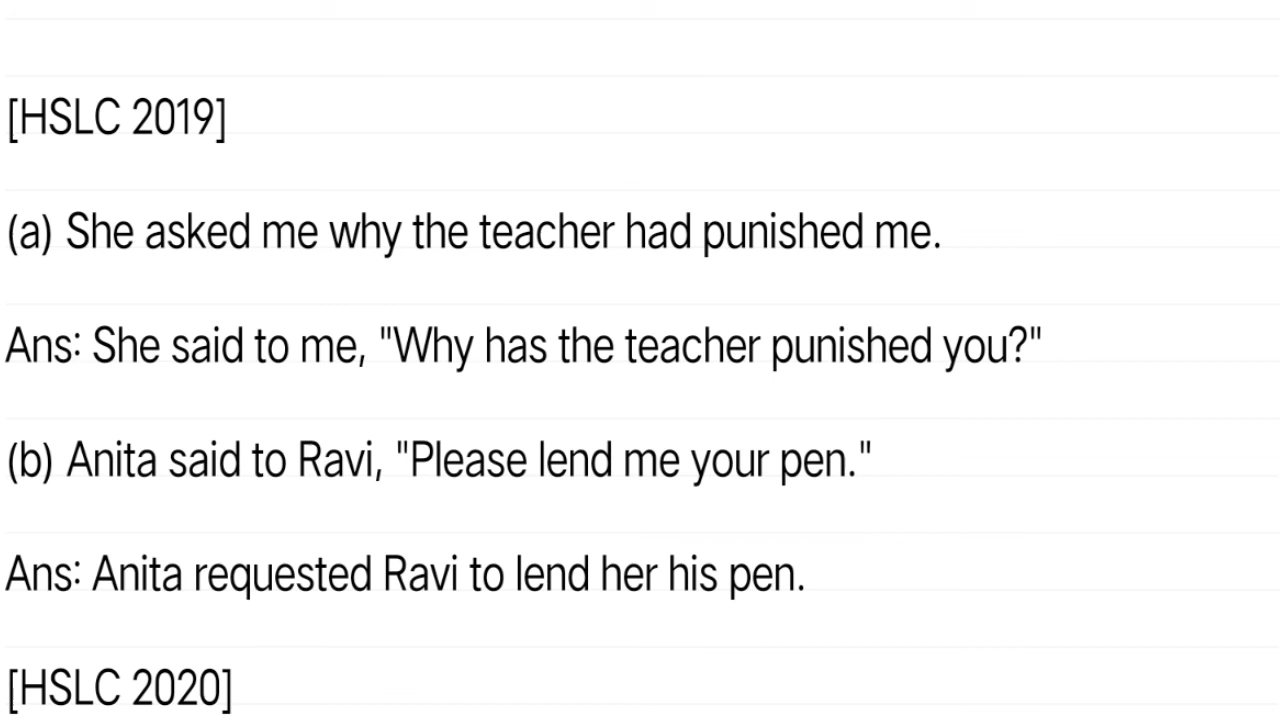 [HSLC 2019]
(a) She asked me why the teacher had punished me.
Ans: She said to me, "Why has the teacher punished you?"
(b) Anita said to Ravi, "Please lend me your pen."
Ans: Anita requested Ravi to lend her his pen.
[HSLC 2020]